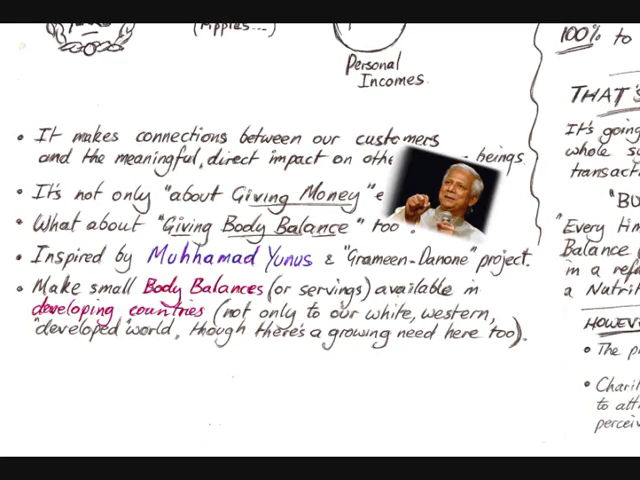 (Ripples...)
Personal
Incomes.
• It makes connections between our customers
and the meaningful, direct impact on othe beings.
• It's not only "about Giving Money"
• What about "Giving Body Balance" too
• Inspired by Muhhamad Yunus & "Grameen-Danone" project.
• Make small Body Balances (or servings) available in
developing countries (not only to our white, western,
"developed" world, though there's a growing need here too).
100% to
THAT'S
It's going
whole s
transacti
"BU
"Every tim
Balance
in a ref
a Nutrit
HOWEV
• The p
• Charit
to att
perceiv